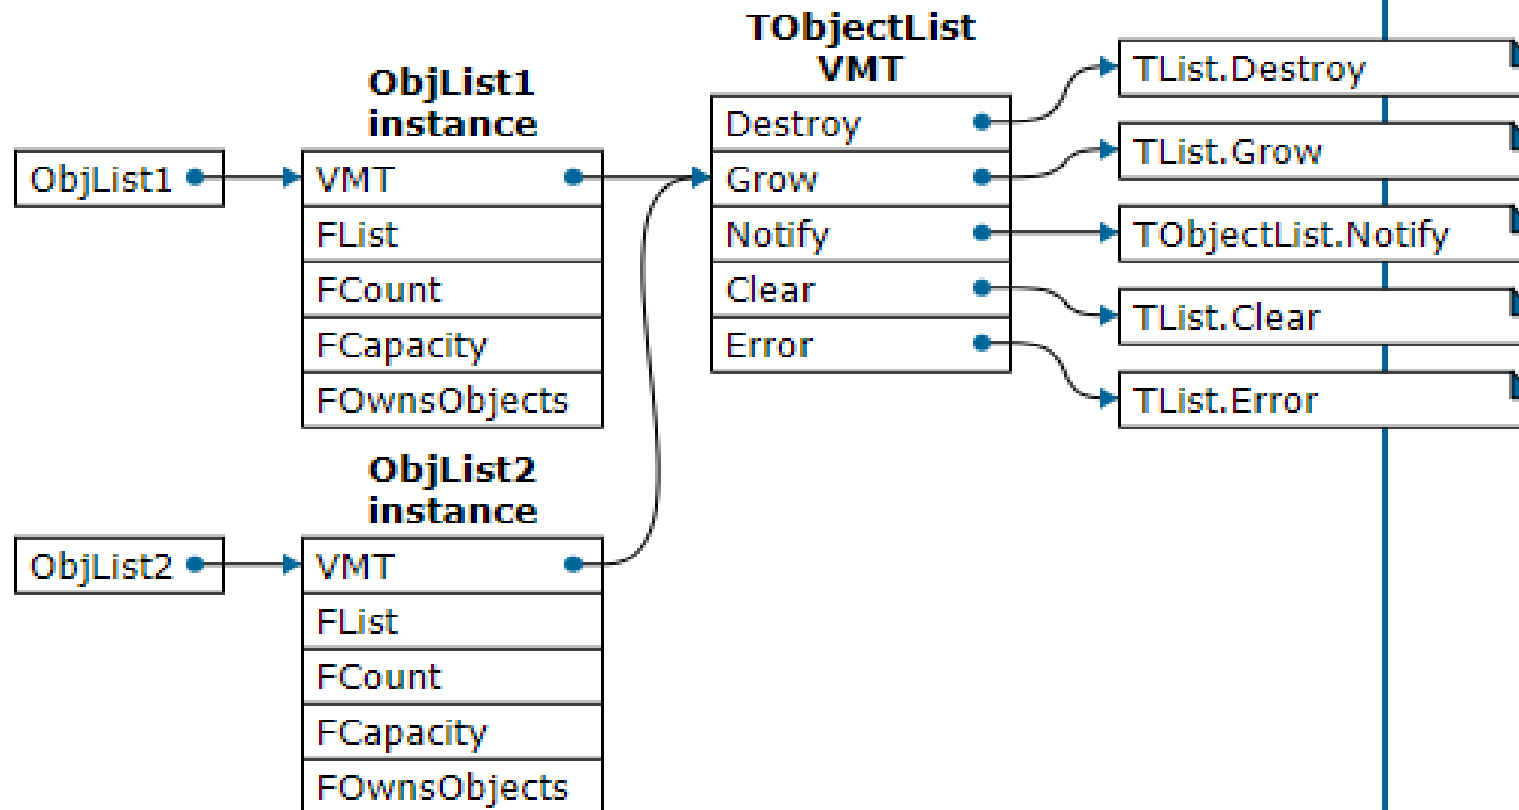 TObjectList
VMT
Destroy
Grow
Notify
Clear
Error
TList.Destroy
TList.Grow
TObjectList.Notify
TList.Clear
TList.Error
ObjList1
instance
ObjList1
VMT
FList
FCount
FCapacity
FOwnsObjects
ObjList2
instance
ObjList2
VMT
FList
FCount
FCapacity
FOwnsObjects